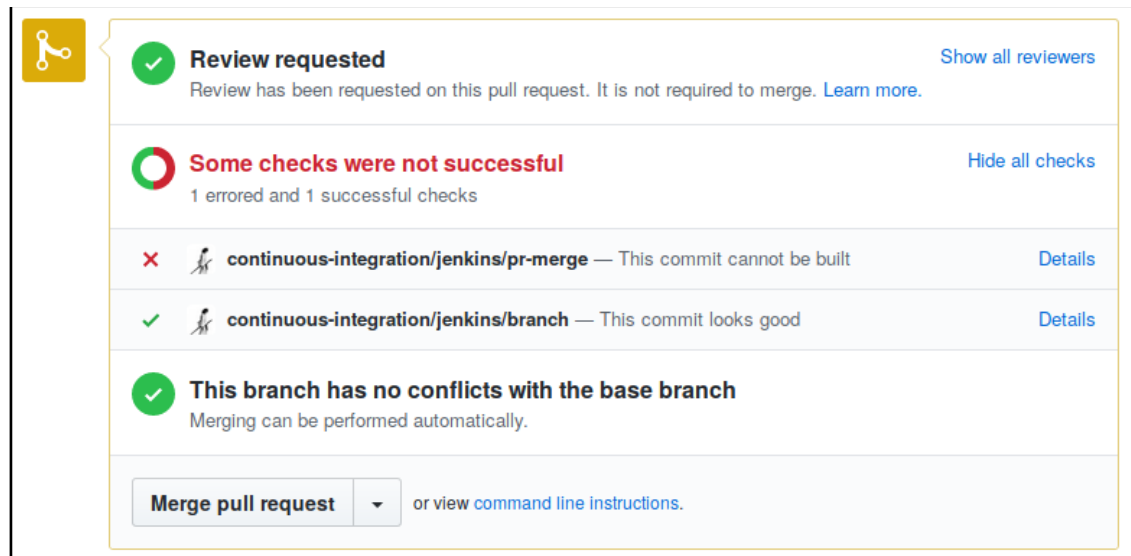 Review requested
Show all reviewers
Review has been requested on this pull request. It is not required to merge. Learn more.
Some checks were not successful
Hide all checks
1 errored and 1 successful checks
continuous-integration/jenkins/pr-merge — This commit cannot be built
Details
continuous-integration/jenkins/branch — This commit looks good
Details
This branch has no conflicts with the base branch
Merging can be performed automatically.
Merge pull request
or view command line instructions.